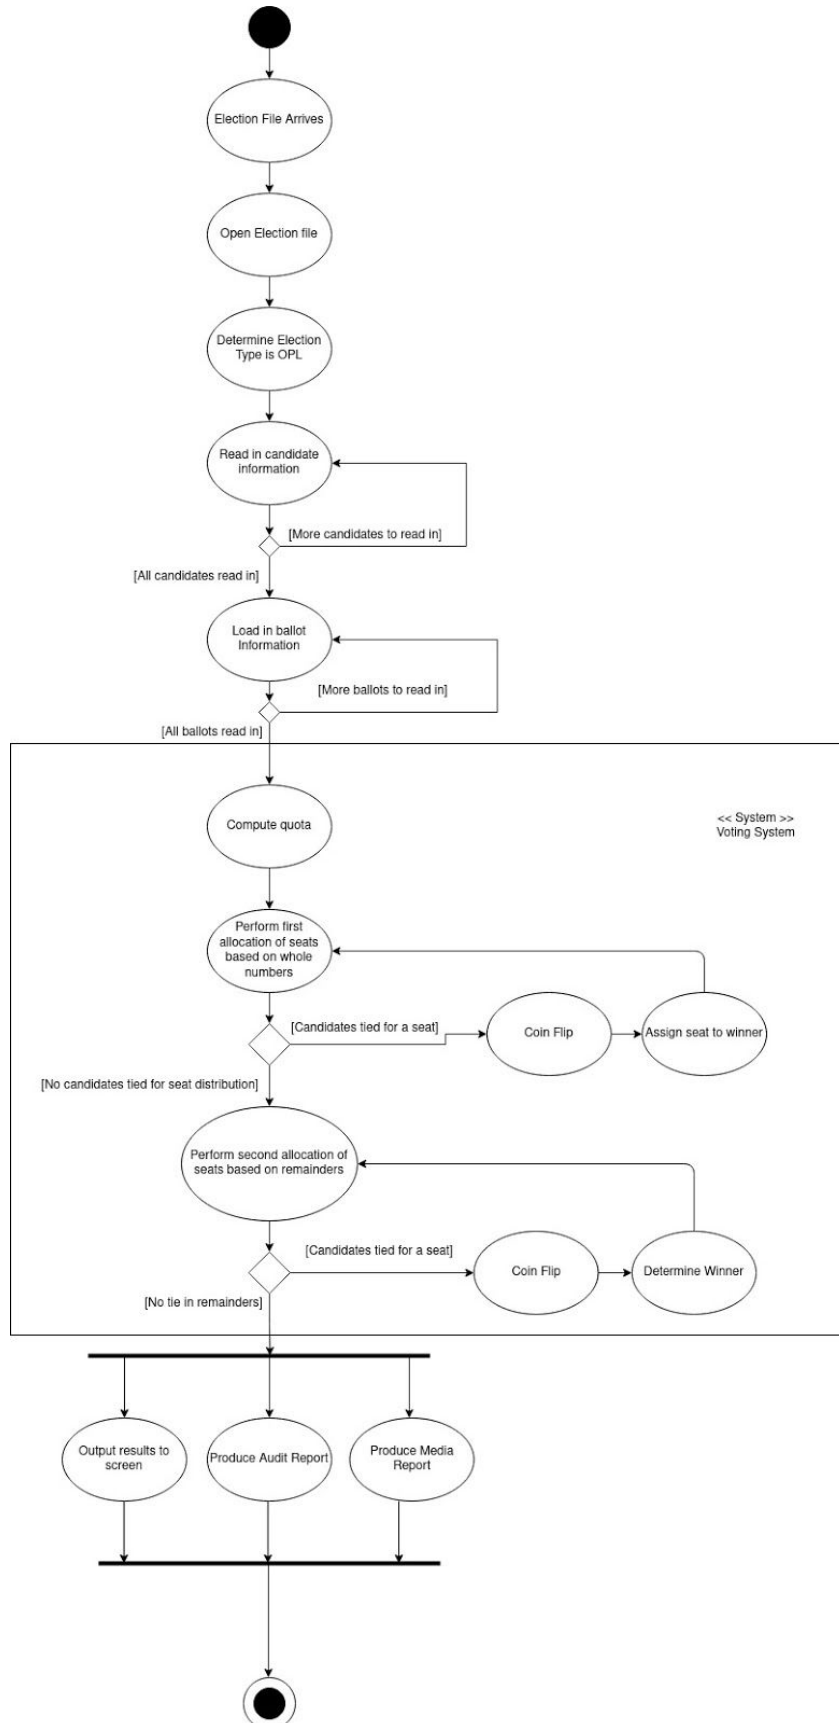 Election File Arrives
Open Election file
Determine Election
Type is OPL
Read in candidate
information
[More candidates to read in]
[All candidates read in]
Load in ballot
Information
[More ballots to read in]
[All ballots read in]
Compute quota
<< System >>
Voting System
Perform first
allocation of seats
based on whole
numbers
[Candidates tied for a seat]
Coin Flip
Assign seat to winner
[No candidates tied for seat distribution]
Perform second allocation of
seats based on remainders
[Candidates tied for a seat]
Coin Flip
Determine Winner
[No tie in remainders]
Output results to
screen
Produce Audit Report
Produce Media
Report